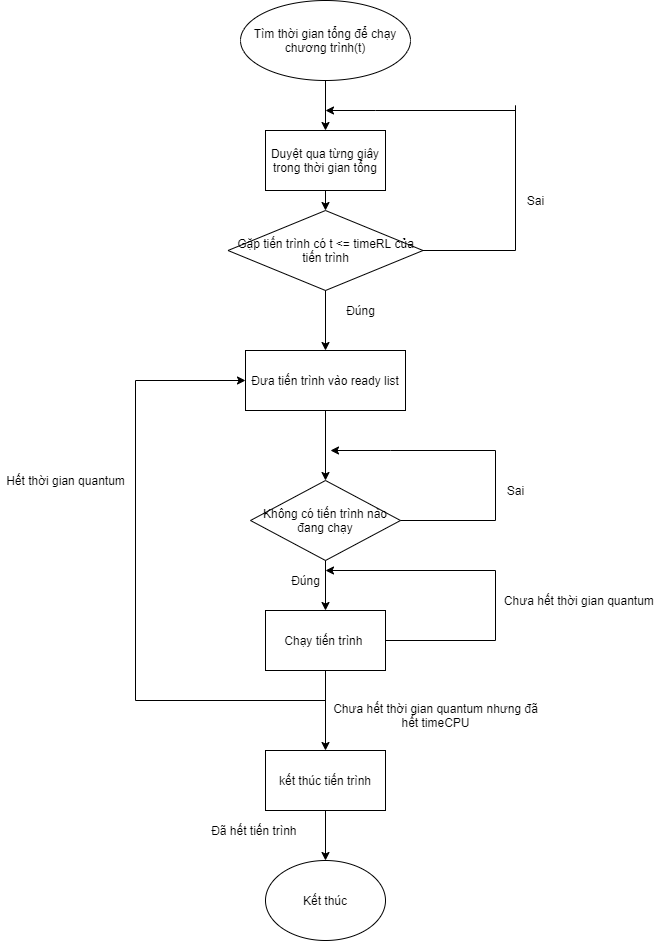 Tìm thời gian tổng để chạy
chương trình(t)
Duyệt qua từng giây
trong thời gian tổng
Sai
Gặp tiến trình có t <= timeRL của
tiến trình
Đúng
Đưa tiến trình vào ready list
Hết thời gian quantum
Sai
Không có tiến trình nào
đang chạy
Đúng
Chưa hết thời gian quantum
Chạy tiến trình
Chưa hết thời gian quantum nhưng đã
hết timeCPU
kết thúc tiến trình
Đã hết tiến trình
Kết thúc